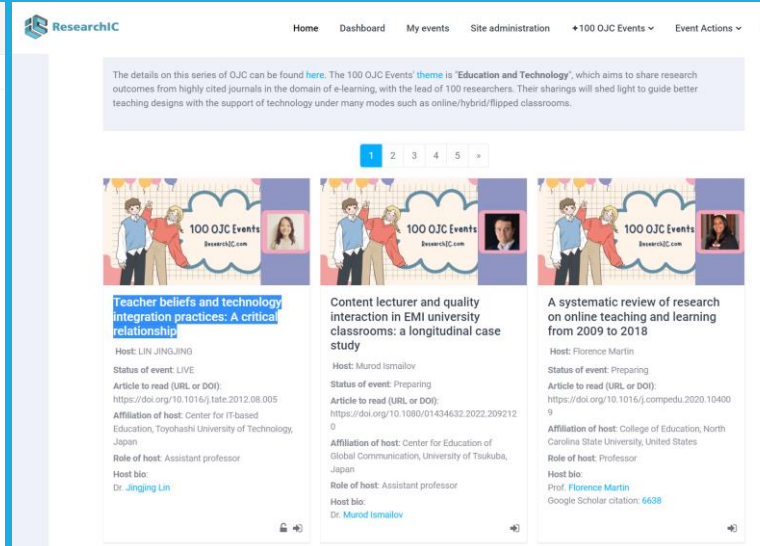 ResearchIC
Home Dashboard My events Site administration +100 OJC Events Event Actions
The details on this series of OJC can be found here. The 100 OJC Events' theme is "Education and Technology", which aims to share research
outcomes from highly cited journals in the domain of e-learning, with the lead of 100 researchers. Their sharings will shed light to guide better
teaching designs with the support of technology under many modes such as online/hybrid/flipped classrooms.
1 2 3 4 5 »
100 OJC Events
ResearchIC.com
Teacher beliefs and technology
integration practices: A critical
relationship
Host: LIN JINGJING
Status of event: LIVE
Article to read (URL or DOI):
https://doi.org/10.1016/j.tate.2012.08.005
Affiliation of host: Center for IT-based
Education, Toyohashi University of Technology,
Japan
Role of host: Assistant professor
Host bio:
Dr. Jingjing Lin
100 OJC Events
ResearchIC.com
Content lecturer and quality
interaction in EMI university
classrooms: a longitudinal case
study
Host: Murod Ismailov
Status of event: Preparing
Article to read (URL or DOI):
https://doi.org/10.1080/01434632.2022.209212
0
Affiliation of host: Center for Education of
Global Communication, University of Tsukuba,
Japan
Role of host: Assistant professor
Host bio:
Dr. Murod Ismailov
100 OJC Events
ResearchIC.com
A systematic review of research
on online teaching and learning
from 2009 to 2018
Host: Florence Martin
Status of event: Preparing
Article to read (URL or DOI):
https://doi.org/10.1016/j.compedu.2020.10400
9
Affiliation of host: College of Education, North
Carolina State University, United States
Role of host: Professor
Host bio:
Prof. Florence Martin
Google Scholar citation: 6638